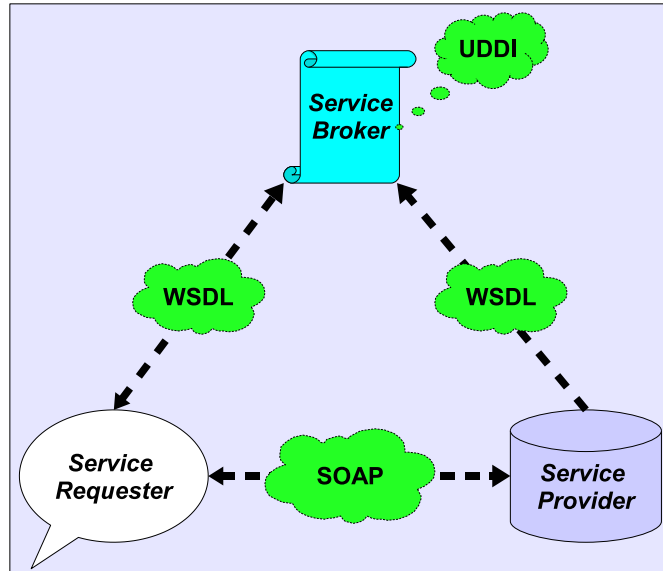 UDDI
Service
Broker
WSDL
WSDL
Service
Requester
SOAP
Service
Provider